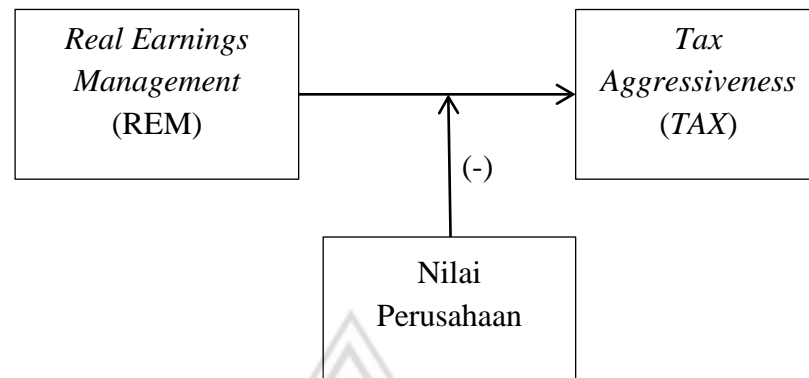 Real Earnings
Management
(REM)
Tax
Aggressiveness
(TAX)
(-)
Nilai
Perusahaan